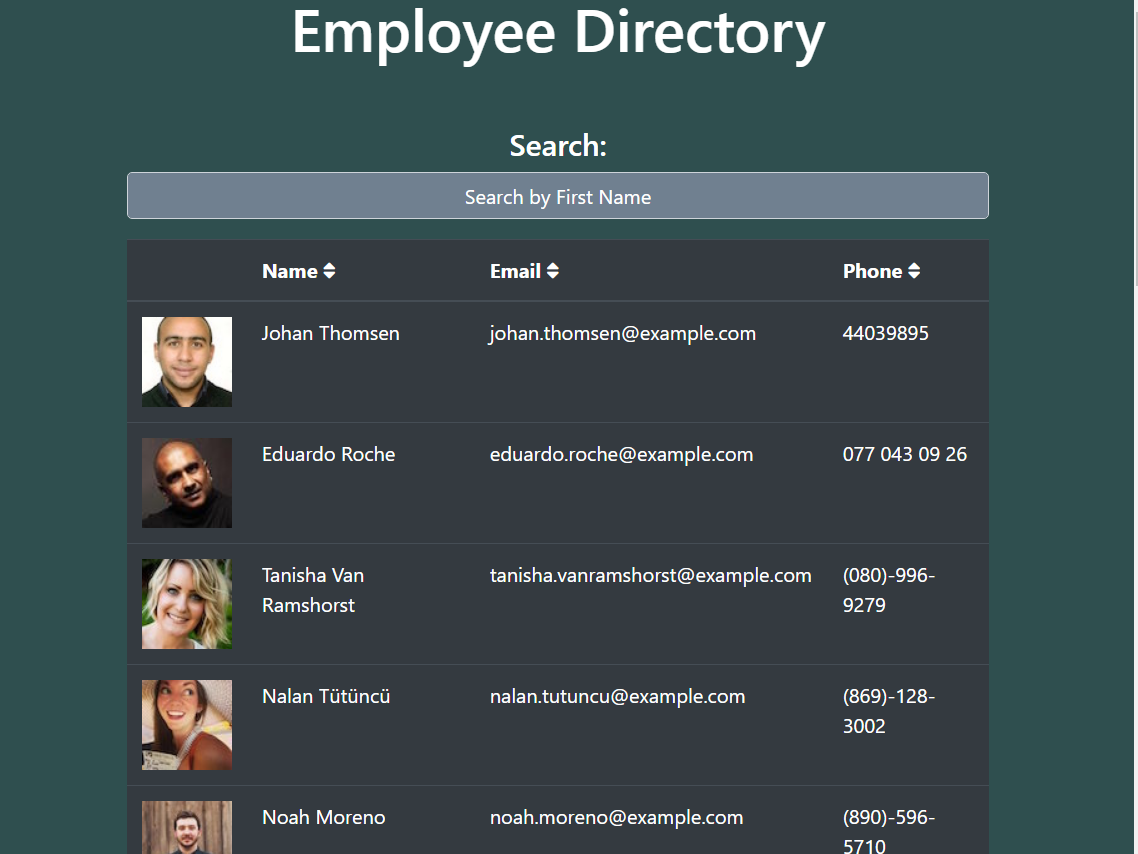 Employee Directory
Search:
Search by First Name
Name Email Phone
Johan Thomsen johan.thomsen@example.com 44039895
Eduardo Roche eduardo.roche@example.com 077 043 09 26
Tanisha Van tanisha.vanramshorst@example.com (080)-996-
Ramshorst 9279
Nalan Tütüncü nalan.tutuncu@example.com (869)-128-
3002
Noah Moreno noah.moreno@example.com (890)-596-
5710